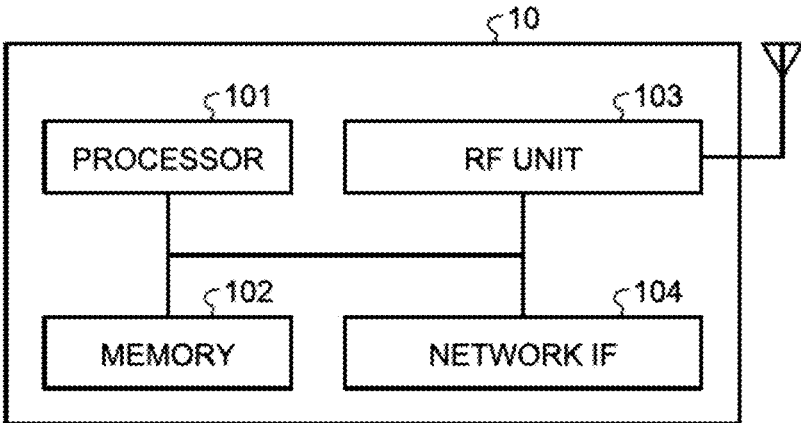 10
101
103
PROCESSOR
RF UNIT
102
104
MEMORY
NETWORK IF